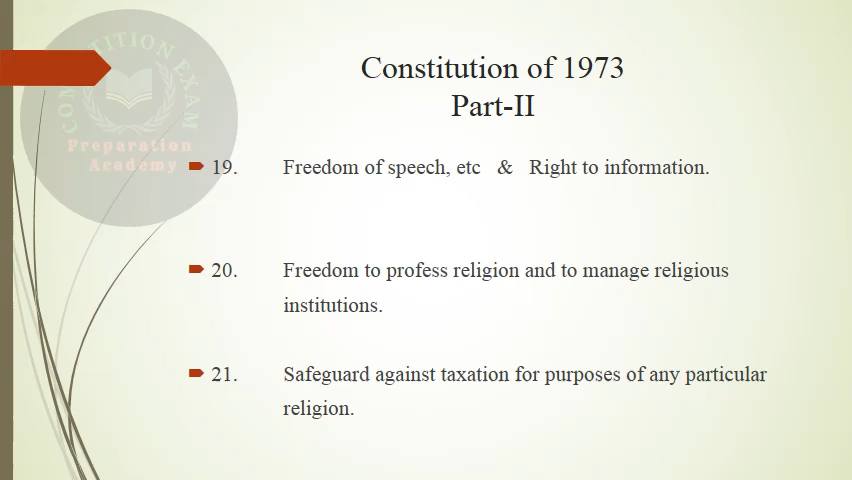 COMPETITION EXAM
Preparation
Academy
Constitution of 1973
Part-II
19. Freedom of speech, etc & Right to information.
20. Freedom to profess religion and to manage religious
institutions.
21. Safeguard against taxation for purposes of any particular
religion.